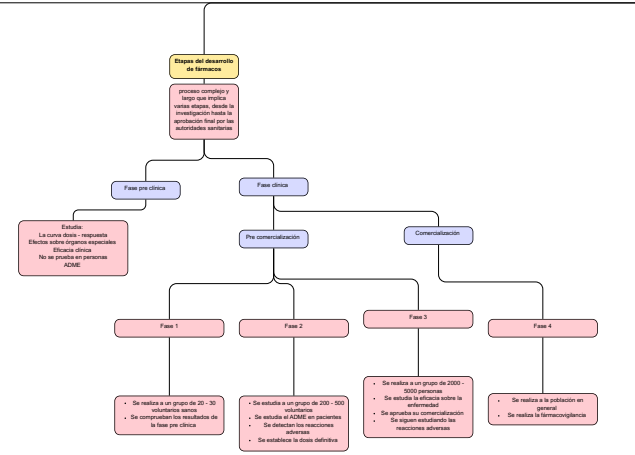 Etapas del desarrollo
de fármacos
proceso complejo y
largo que implica
varias etapas, desde la
investigación hasta la
aprobación final por las
autoridades sanitarias
Fase pre clínica
Fase clínica
Estudia:
La curva dosis - respuesta
Efectos sobre órganos especiales
Eficacia clínica
No se prueba en personas
ADME
Pre comercialización
Comercialización
Fase 1
Fase 2
Fase 3
Fase 4
• Se realiza a un grupo de 20 - 30
voluntarios sanos
• Se comprueban los resultados de
la fase pre clínica
• Se estudia a un grupo de 200 - 500
voluntarios
• Se estudia el ADME en pacientes
• Se detectan los reacciones
adversas
• Se establece la dosis definitiva
• Se realiza a un grupo de 2000 -
5000 personas
• Se estudia la eficacia sobre la
enfermedad
• Se aprueba su comercialización
• Se siguen estudiando las
reacciones adversas
• Se realiza a la población en
general
• Se realiza la fármacovigilancia